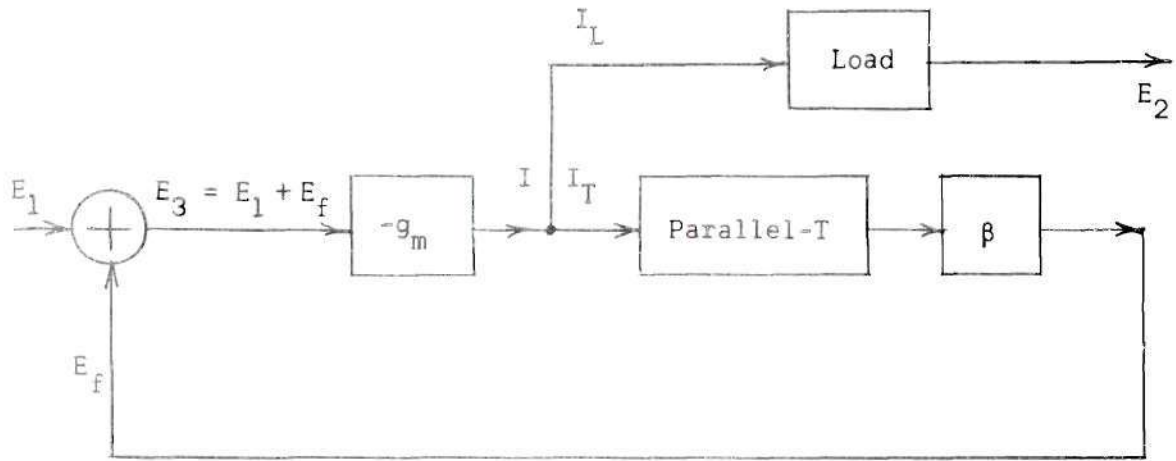 I_L
Load
E_2
E_1
E_3 = E_1 + E_f
-g_m
I
I_T
Parallel-T
β
E_f